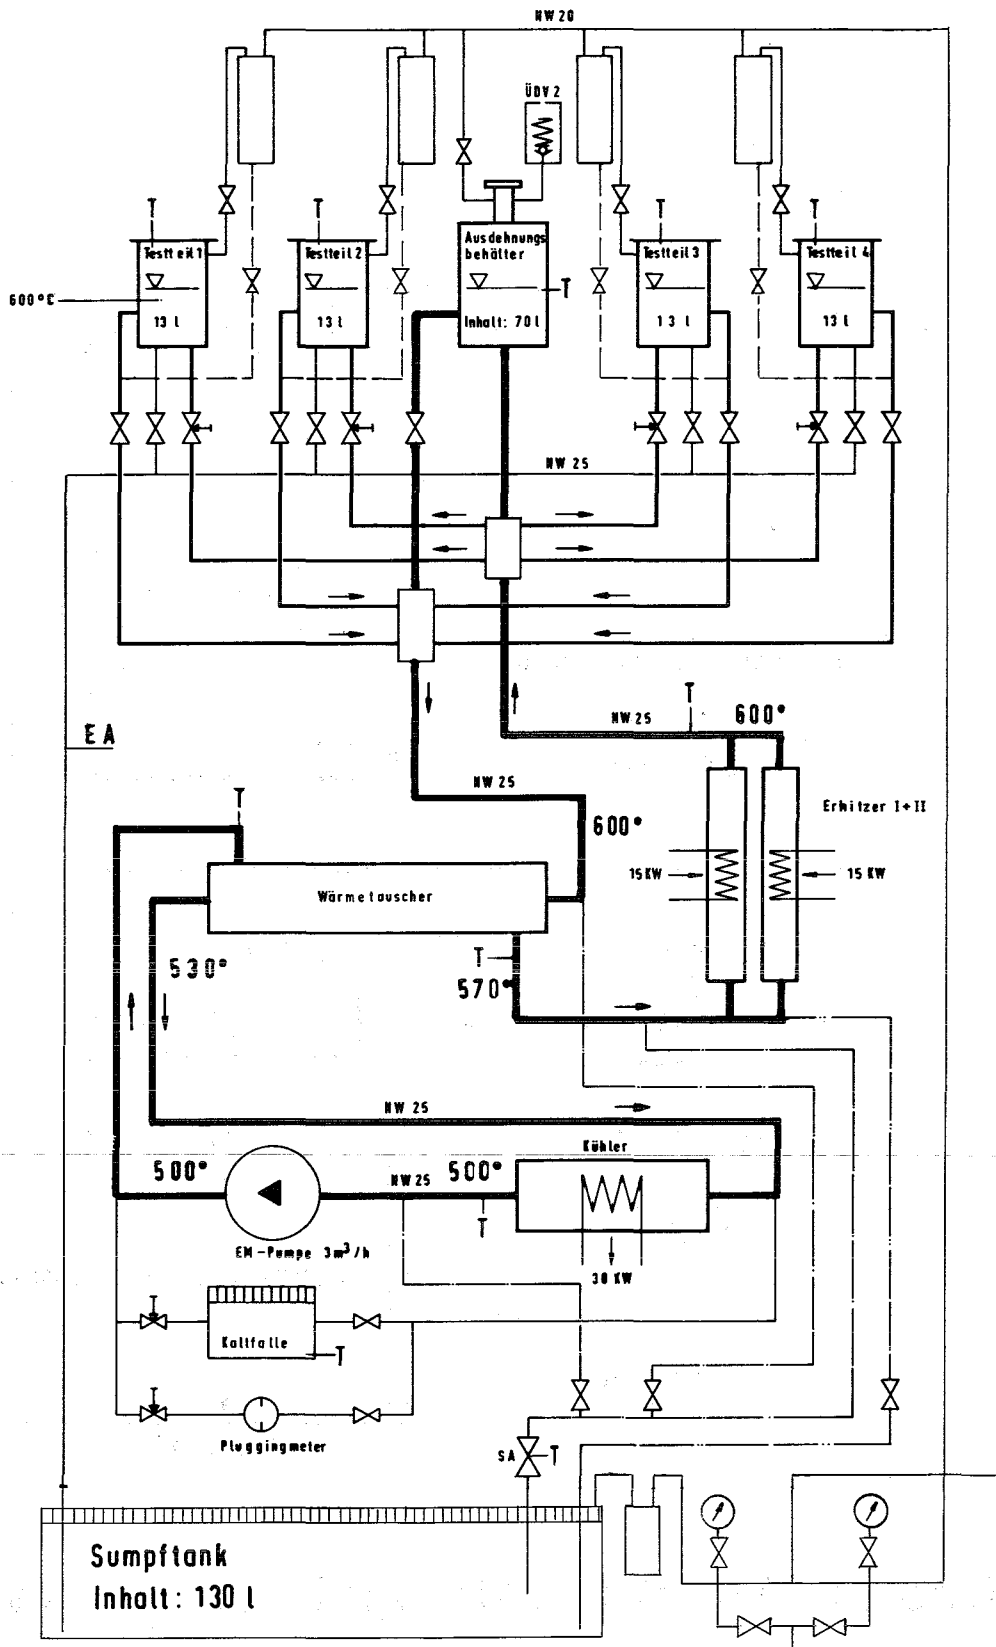 NW 20
ÜDV 2
T
T
T
T
Testteil 1
Testteil 2
Ausdehnungs
behälter
Testteil 3
Testteil 4
T
600°C
13 l
13 l
Inhalt: 70 l
13 l
13 l
NW 25
EA
T
NW 25
600°
NW 25
T
600°
Erhitzer I+II
15 KW
15 KW
Wärmetauscher
530°
T
570°
NW 25
Kühler
500°
NW 25
500°
T
EM-Pumpe 3m³/h
30 KW
Kaltfalle
T
Pluggingmeter
SA
T
Sumpftank
Inhalt: 130 l